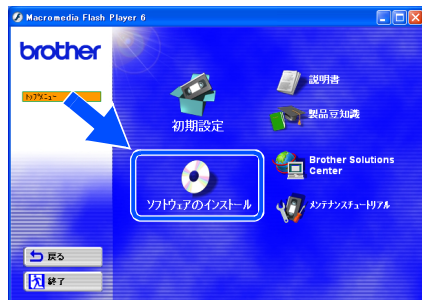 Macromedia Flash Player 6
brother
トップメニュー
初期設定
説明書
製品豆知識
ソフトウェアのインストール
Brother Solutions
Center
メンテナンスチュートリアル
戻る
終了